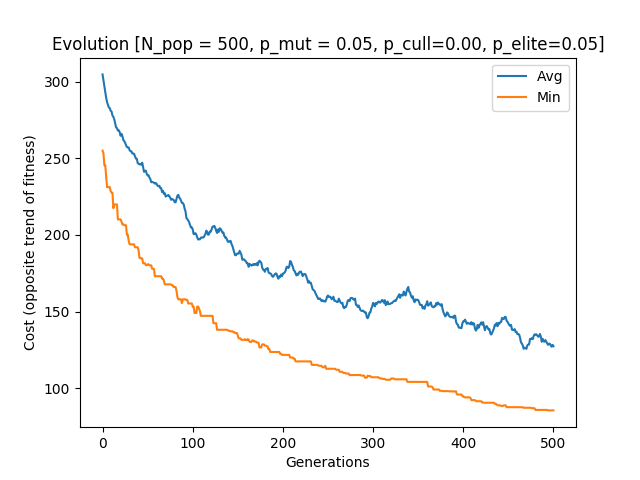 Evolution [N_pop = 500, p_mut = 0.05, p_cull=0.00, p_elite=0.05]
Avg
Min
Cost (opposite trend of fitness)
300
250
200
150
100
0 100 200 300 400 500
Generations